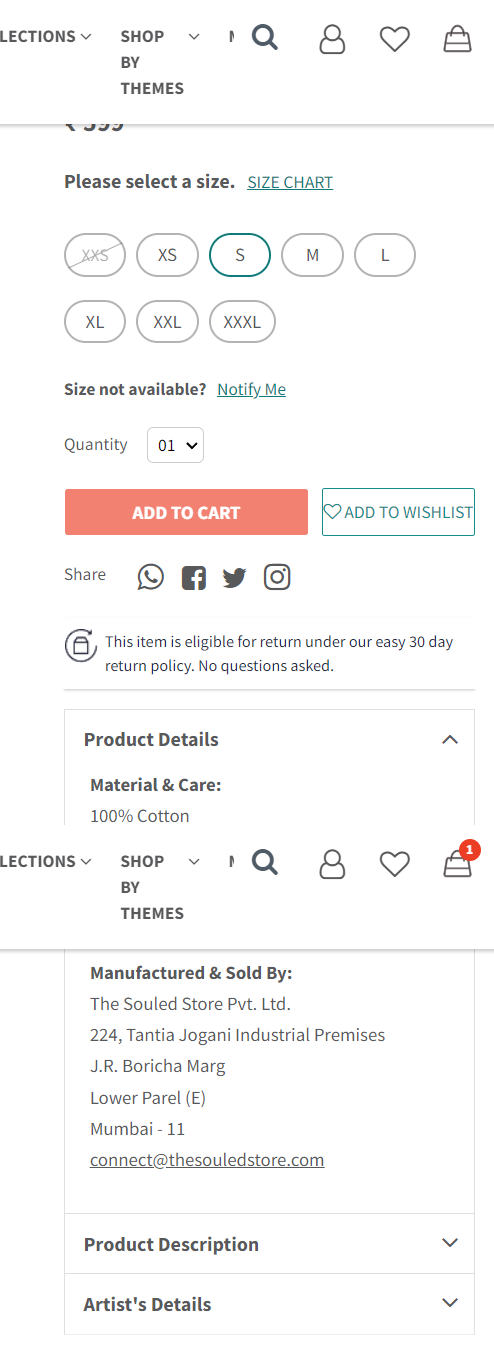 LECTIONS
SHOP
BY
THEMES
₹ 599
Please select a size. SIZE CHART
XXS XS S M L
XL XXL XXXL
Size not available? Notify Me
Quantity 01
ADD TO CART ADD TO WISHLIST
Share
This item is eligible for return under our easy 30 day
return policy. No questions asked.
Product Details
Material & Care:
100% Cotton
LECTIONS
SHOP
BY
THEMES
1
Manufactured & Sold By:
The Souled Store Pvt. Ltd.
224, Tantia Jogani Industrial Premises
J.R. Boricha Marg
Lower Parel (E)
Mumbai - 11
connect@thesouledstore.com
Product Description
Artist's Details